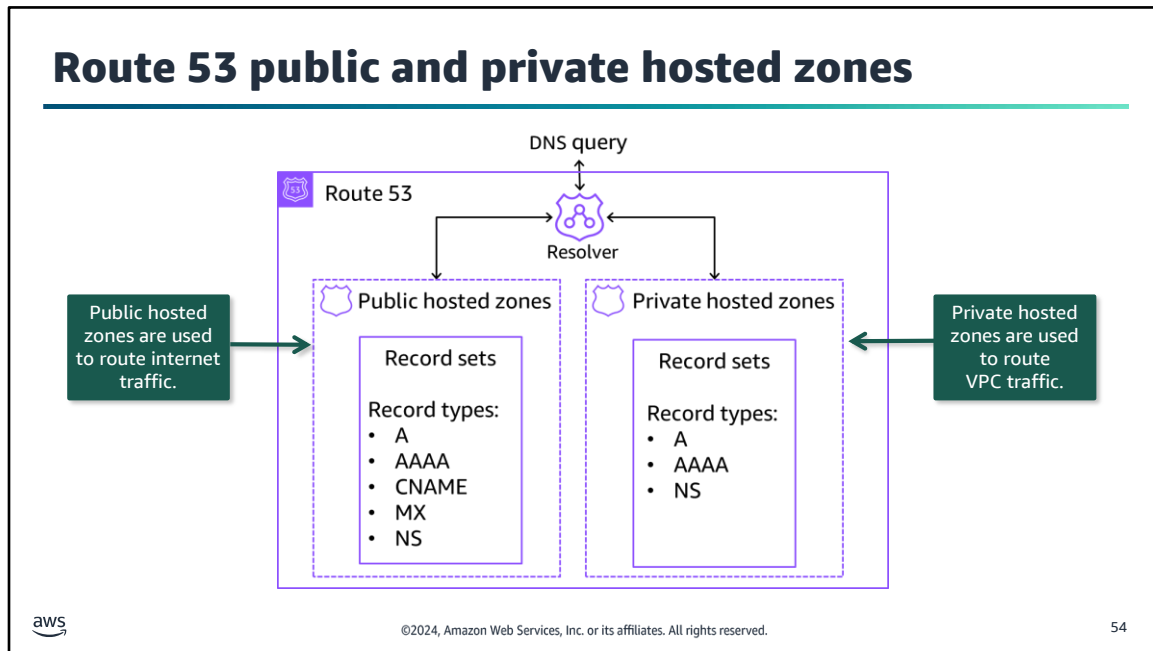 Route 53 public and private hosted zones
DNS query
53
Route 53
Resolver
Public hosted zones
Private hosted zones
Public hosted
zones are used
to route internet
traffic.
Record sets
Record types:
• A
• AAAA
• CNAME
• MX
• NS
Record sets
Record types:
• A
• AAAA
• NS
Private hosted
zones are used
to route
VPC traffic.
aws
©2024, Amazon Web Services, Inc. or its affiliates. All rights reserved.
54